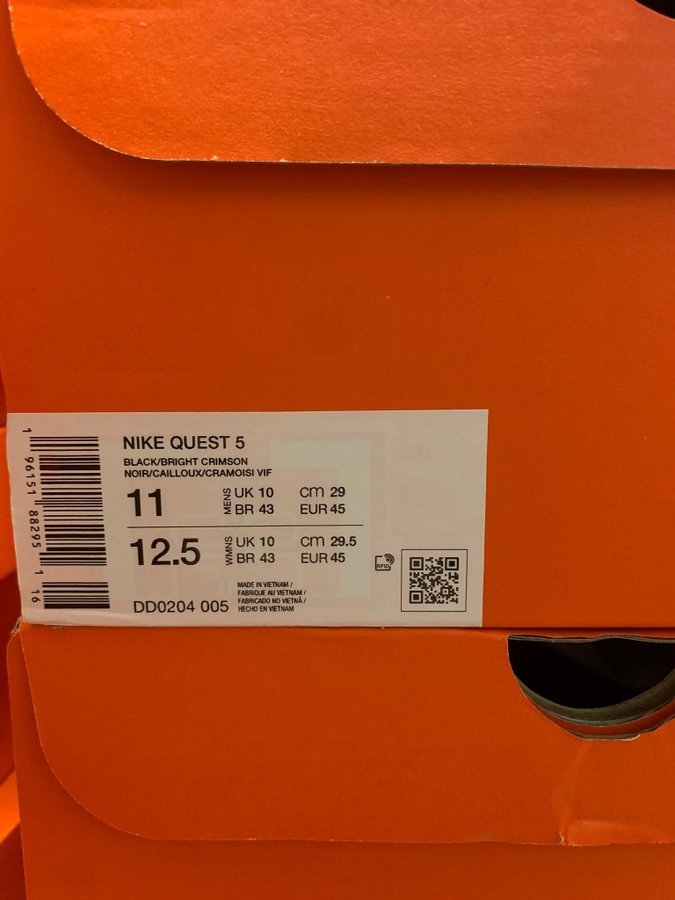 NIKE QUEST 5
BLACK/BRIGHT CRIMSON
NOIR/CAILLOUX/CRAMOISI VIF
11 MENS UK 10 cm 29
BR 43 EUR 45
12.5 WMNS UK 10 cm 29.5
BR 43 EUR 45
RFID
DD0204 005
MADE IN VIETNAM /
FABRIQUE AU VIETNAM /
FABRICADO NO VIETNÃ /
HECHO EN VIETNAM
1 96151 88295 1 16